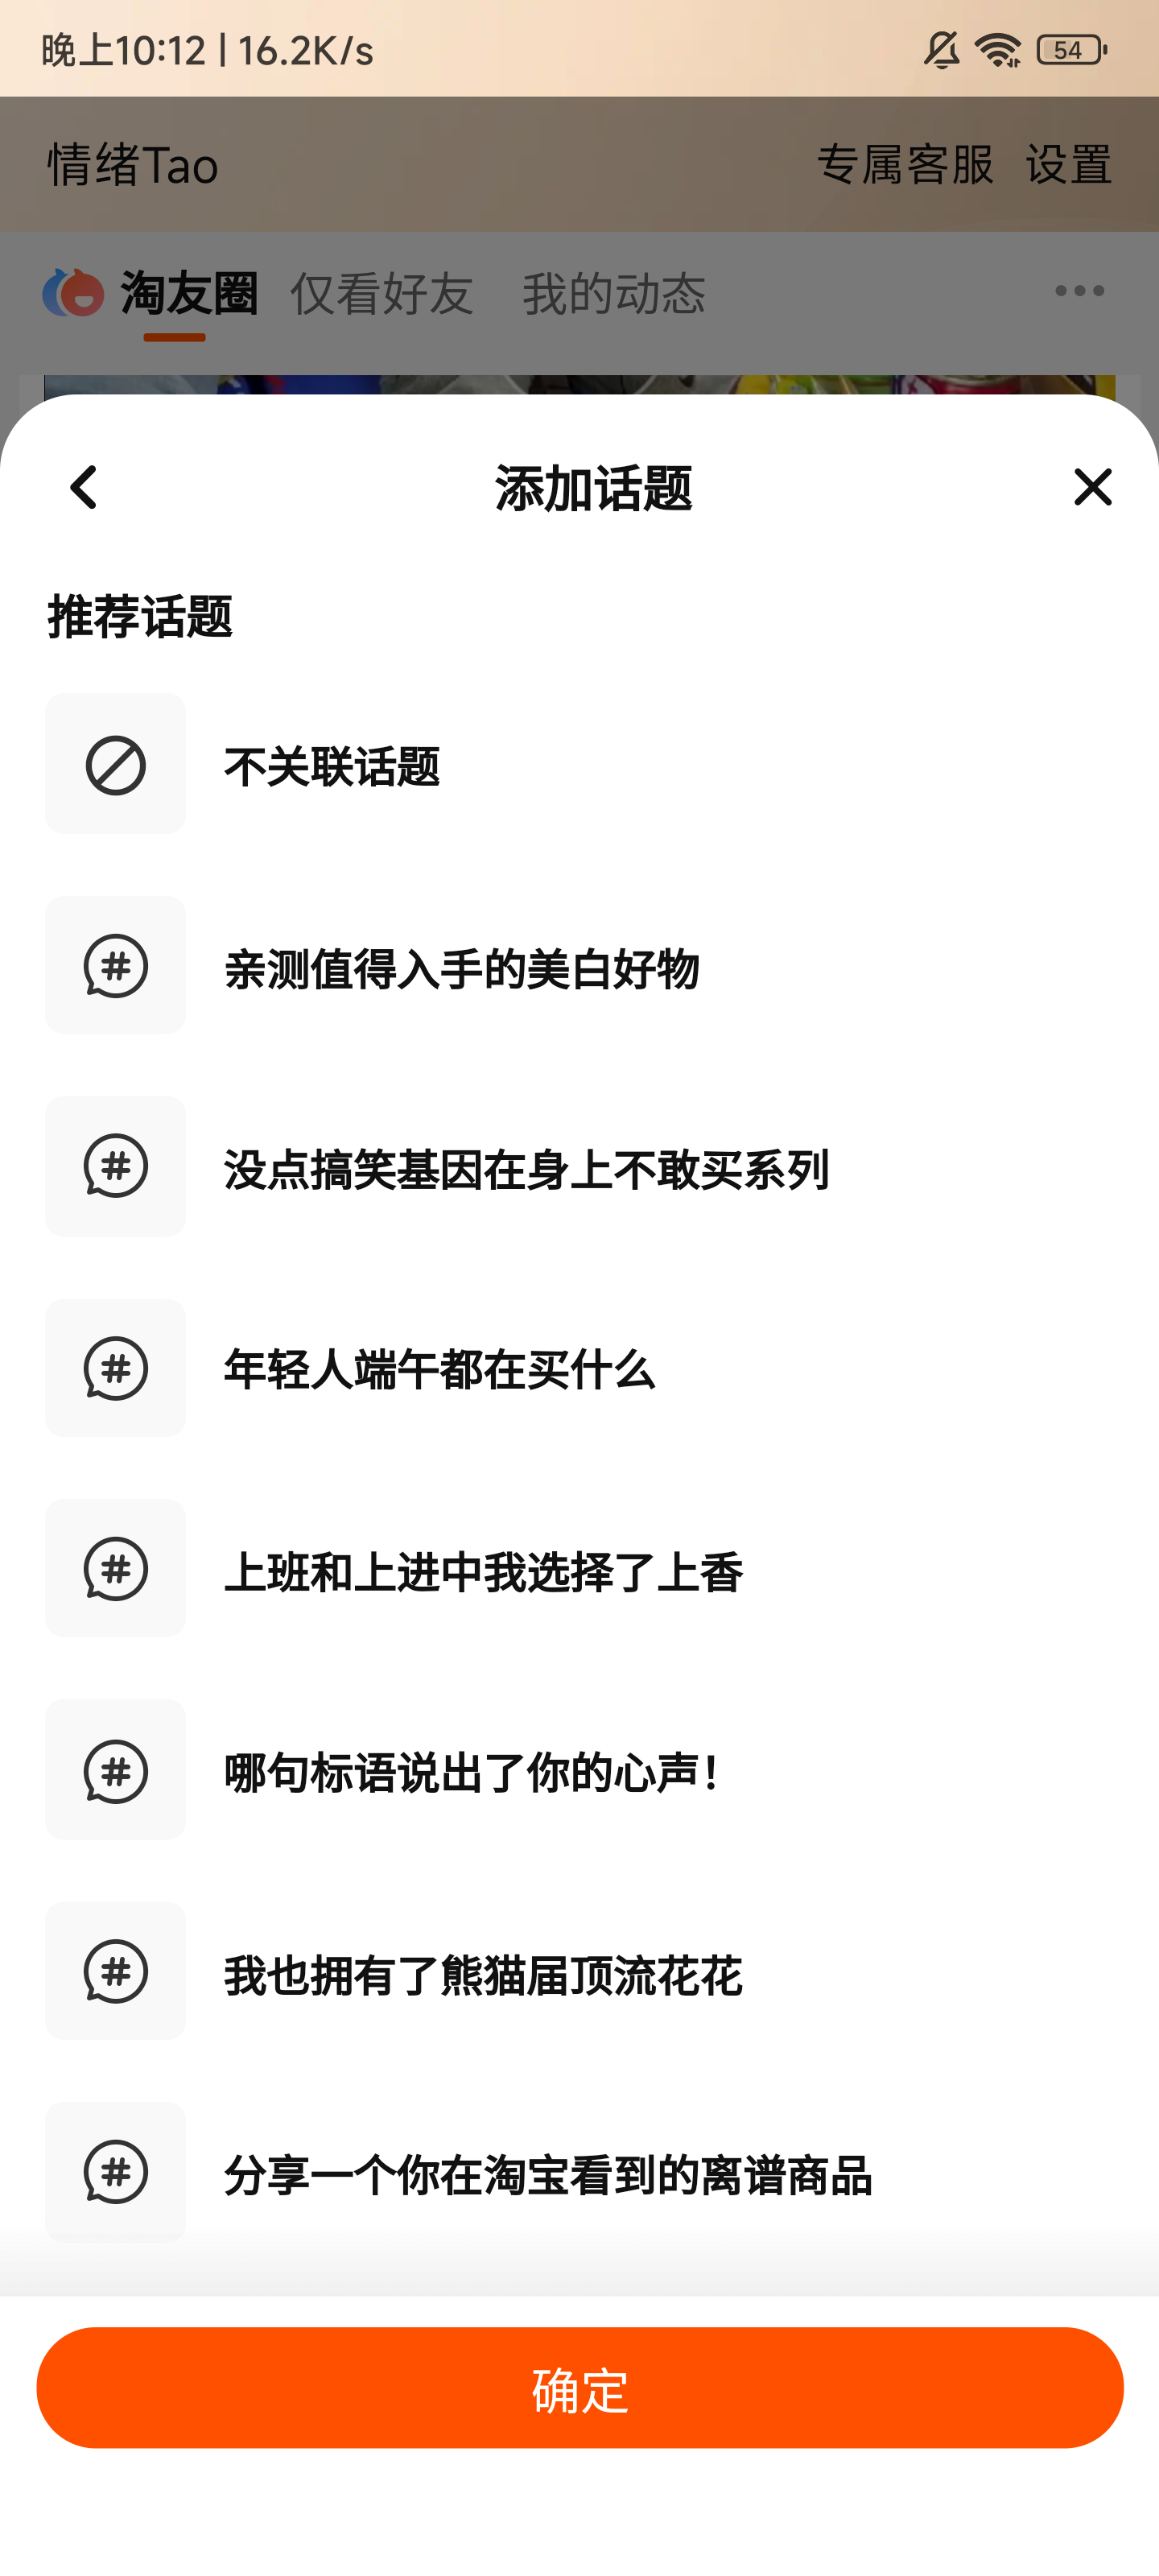 晚上10:12 | 16.2K/s
54
情绪Tao
专属客服 设置
淘友圈 仅看好友 我的动态
添加话题
推荐话题
不关联话题
# 亲测值得入手的美白好物
# 没点搞笑基因在身上不敢买系列
# 年轻人端午都在买什么
# 上班和上进中我选择了上香
# 哪句标语说出了你的心声!
# 我也拥有了熊猫届顶流花花
# 分享一个你在淘宝看到的离谱商品
确定